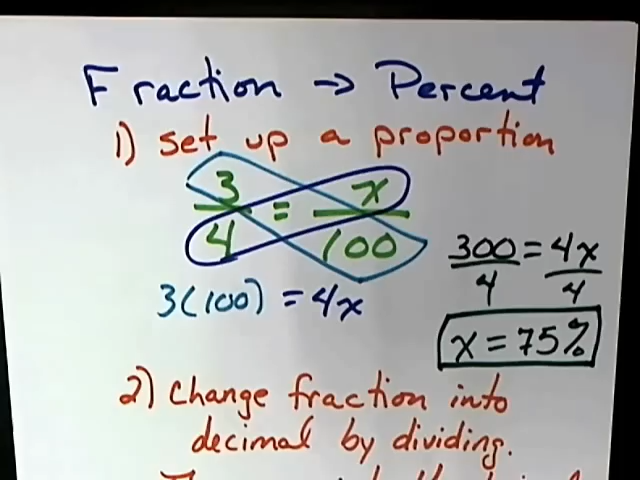 Fraction → Percent
1) set up a proportion
3/4 = x/100
3(100) = 4x
300/4 = 4x/4
x = 75%
2) Change fraction into
decimal by dividing.